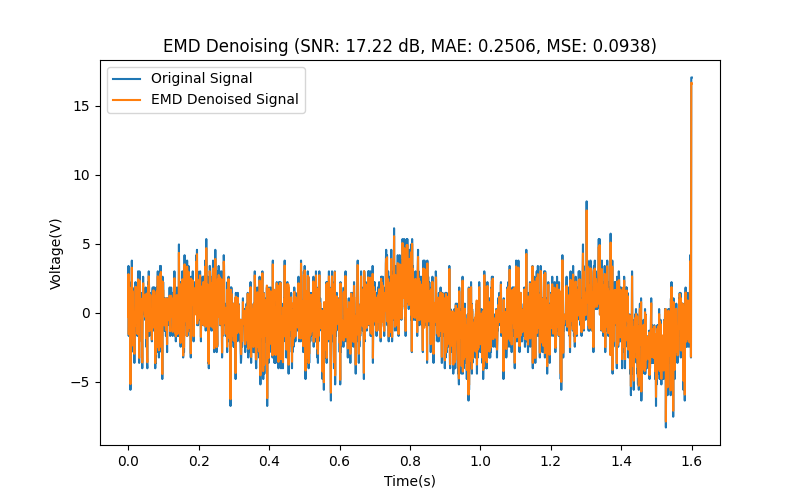 EMD Denoising (SNR: 17.22 dB, MAE: 0.2506, MSE: 0.0938)
Original Signal
EMD Denoised Signal
Voltage(V)
15
10
5
0
−5
0.0 0.2 0.4 0.6 0.8 1.0 1.2 1.4 1.6
Time(s)